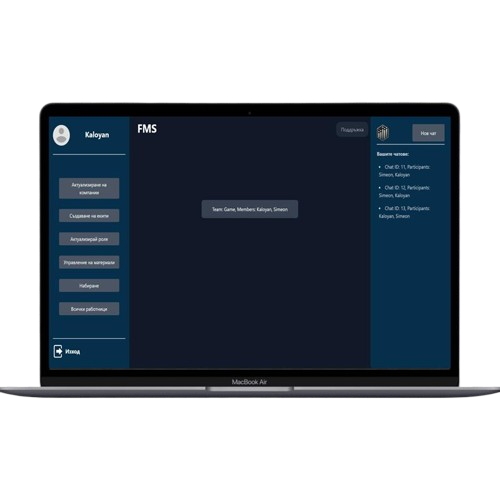 Kaloyan
Актуализиране на
компание
Създаване на екипи
Актуализирай роля
Управление на материала
Набиране
Всички работници
Изход
FMS
Поддръжка
Team: Game, Members: Kaloyan, Simeon
Нов чат
Вашите чатове:
Chat ID: 11, Participants:
Simeon, Kaloyan
Chat ID: 12, Participants:
Simeon, Kaloyan
Chat ID: 13, Participants:
Kaloyan, Simeon
MacBook Air